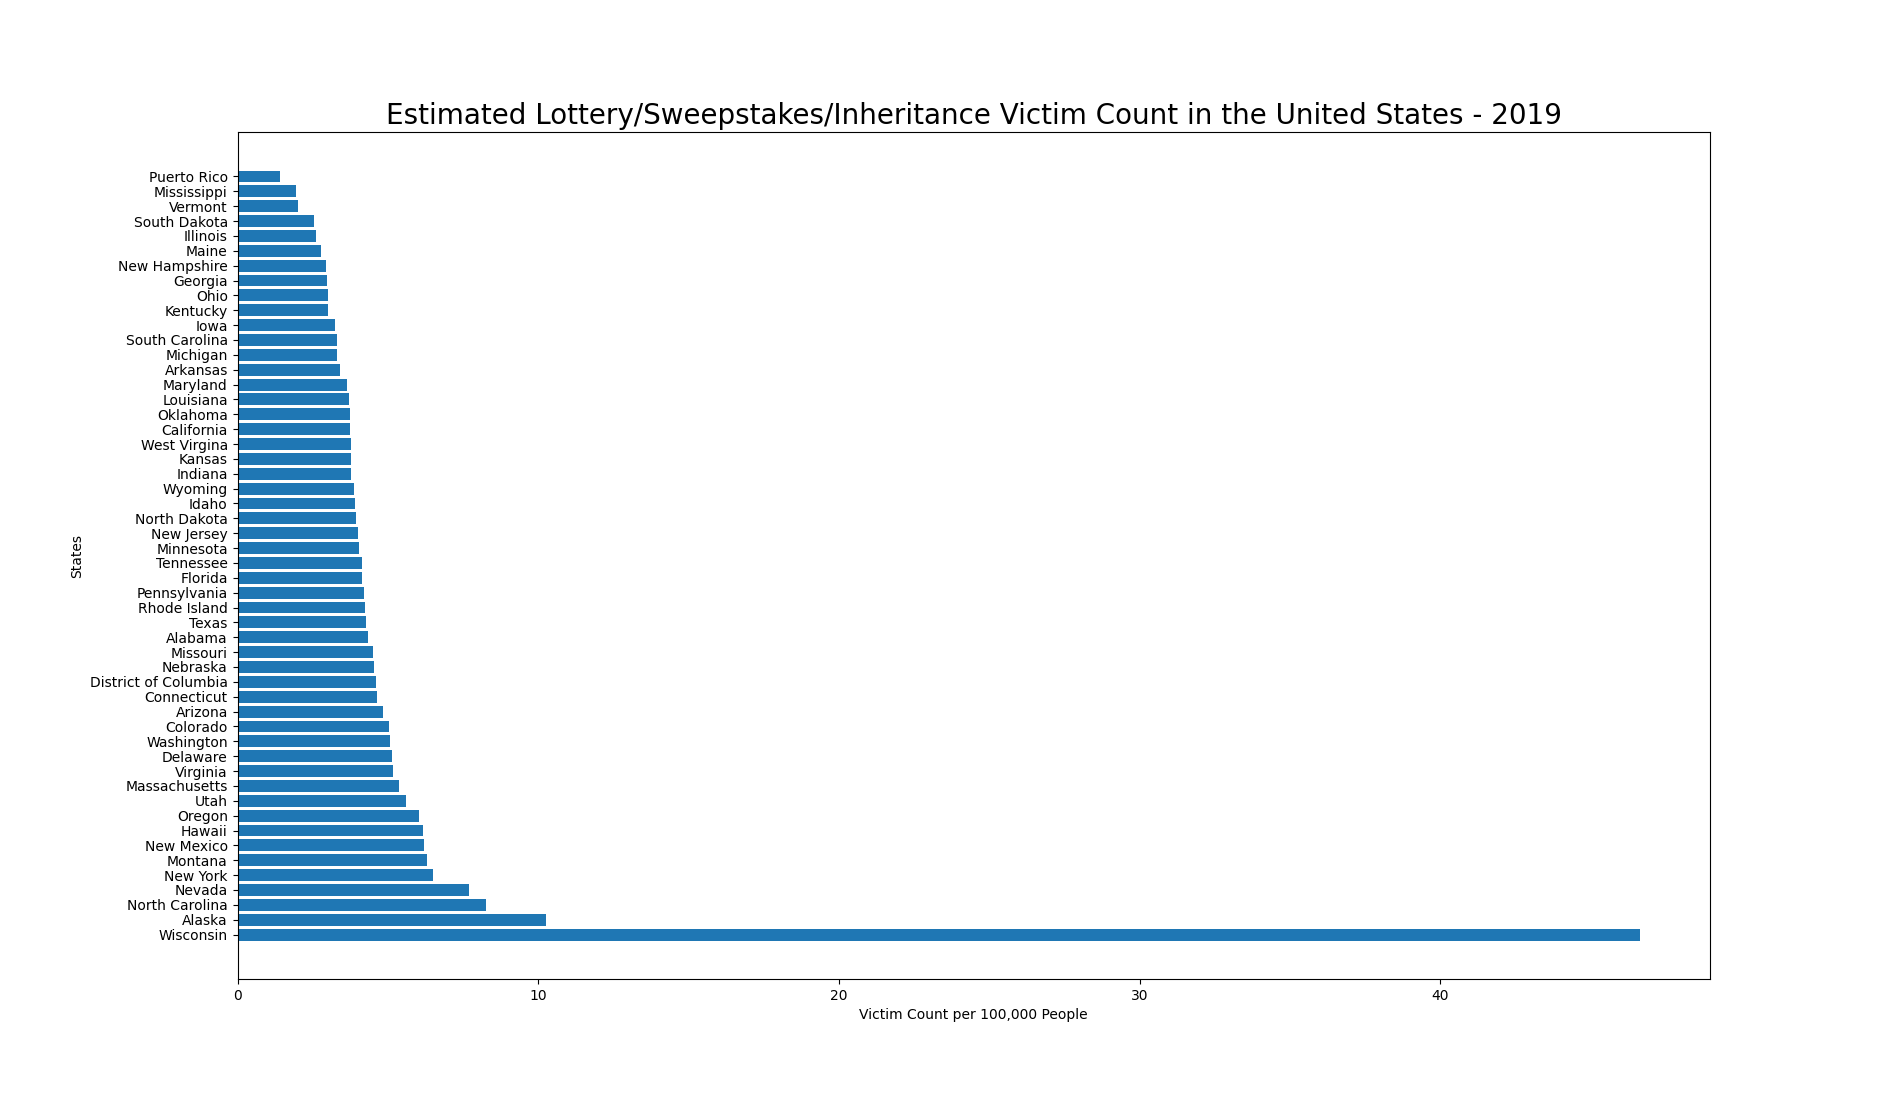 Estimated Lottery/Sweepstakes/Inheritance Victim Count in the United States - 2019
States
Puerto Rico
Mississippi
Vermont
South Dakota
Illinois
Maine
New Hampshire
Georgia
Ohio
Kentucky
Iowa
South Carolina
Michigan
Arkansas
Maryland
Louisiana
Oklahoma
California
West Virgina
Kansas
Indiana
Wyoming
Idaho
North Dakota
New Jersey
Minnesota
Tennessee
Florida
Pennsylvania
Rhode Island
Texas
Alabama
Missouri
Nebraska
District of Columbia
Connecticut
Arizona
Colorado
Washington
Delaware
Virginia
Massachusetts
Utah
Oregon
Hawaii
New Mexico
Montana
New York
Nevada
North Carolina
Alaska
Wisconsin
0 10 20 30 40
Victim Count per 100,000 People